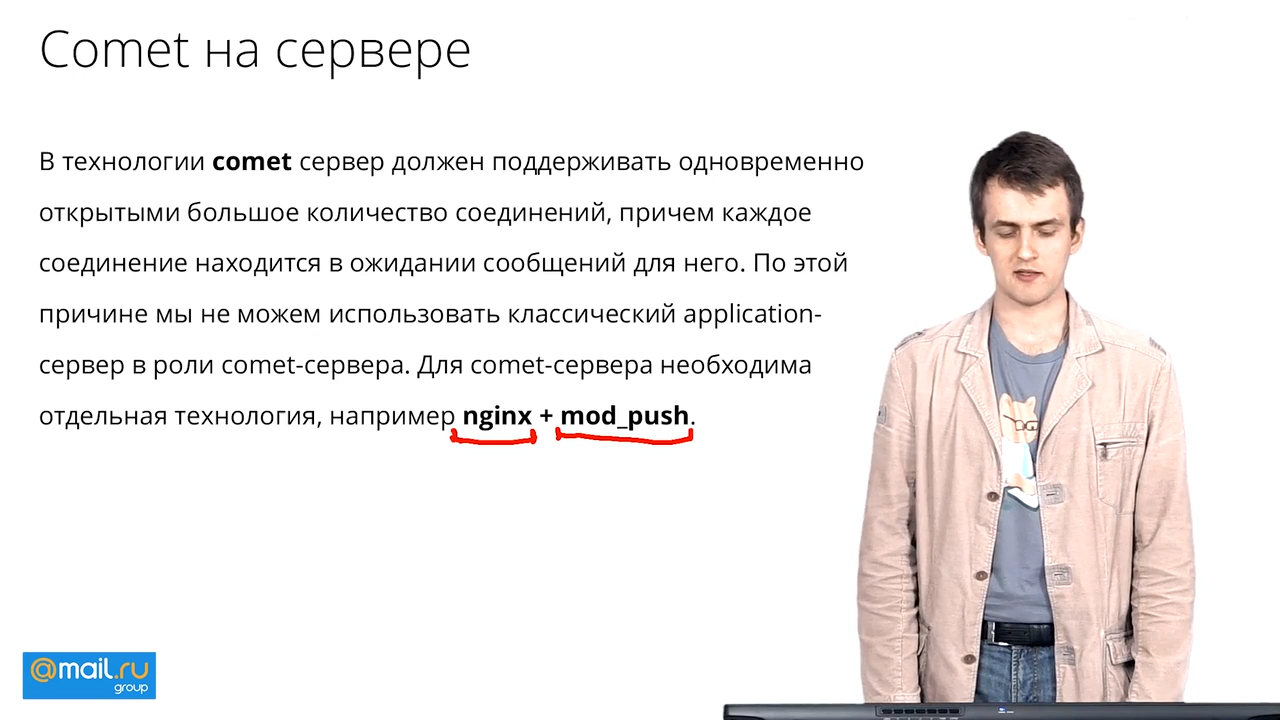 Comet на сервере
В технологии comet сервер должен поддерживать одновременно
открытыми большое количество соединений, причем каждое
соединение находится в ожидании сообщений для него. По этой
причине мы не можем использовать классический application-
сервер в роли comet-сервера. Для comet-сервера необходима
отдельная технология, например nginx + mod_push.
@mail.ru
group